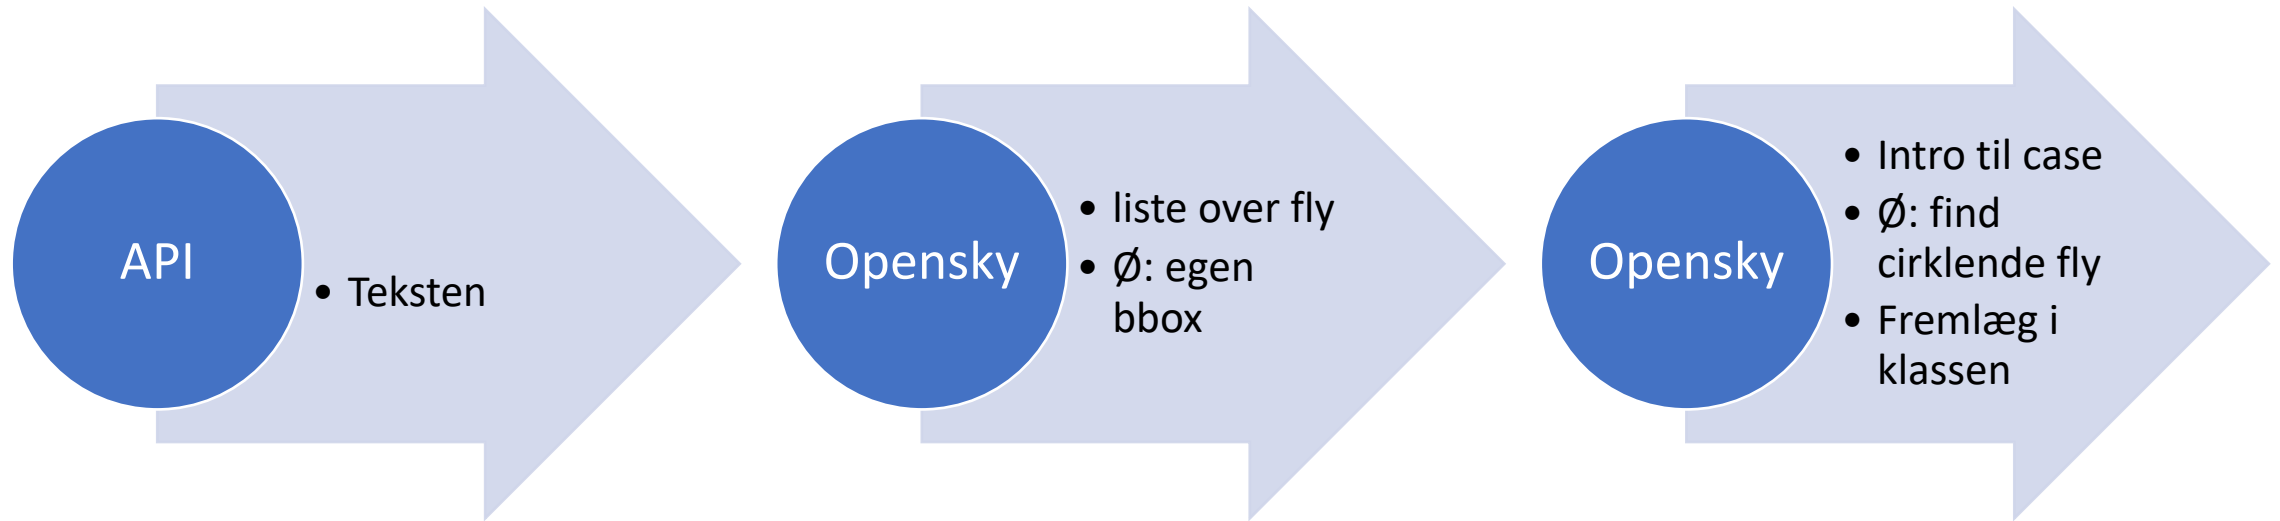 API
• Teksten
Opensky
• liste over fly
• Ø: egen
bbox
Opensky
• Intro til case
• Ø: find
cirklende fly
• Fremlæg i
klassen